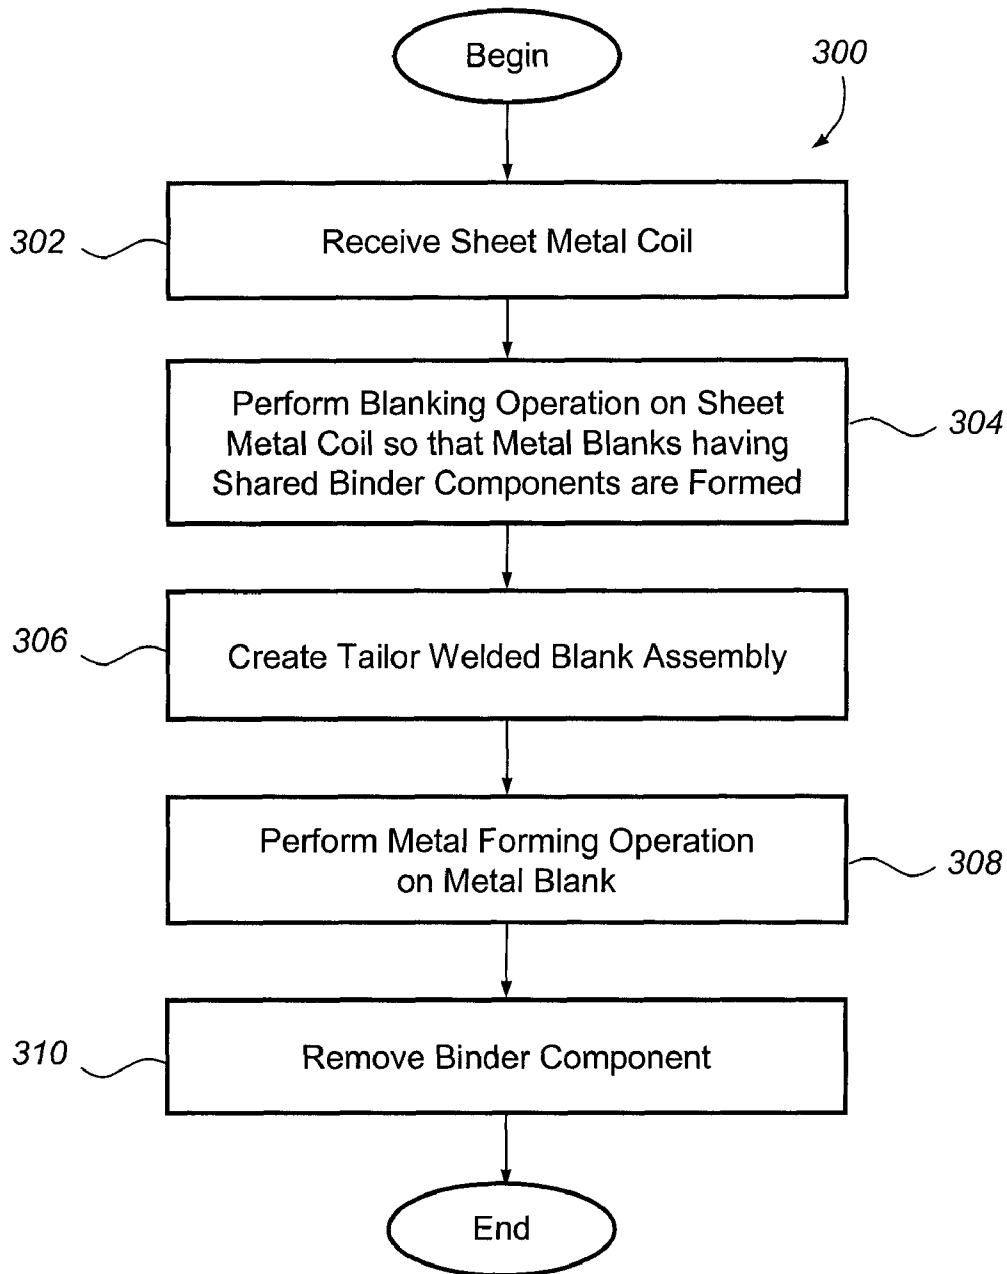 Begin
300
302
Receive Sheet Metal Coil
Perform Blanking Operation on Sheet
Metal Coil so that Metal Blanks having
Shared Binder Components are Formed
304
306
Create Tailor Welded Blank Assembly
Perform Metal Forming Operation
on Metal Blank
308
310
Remove Binder Component
End